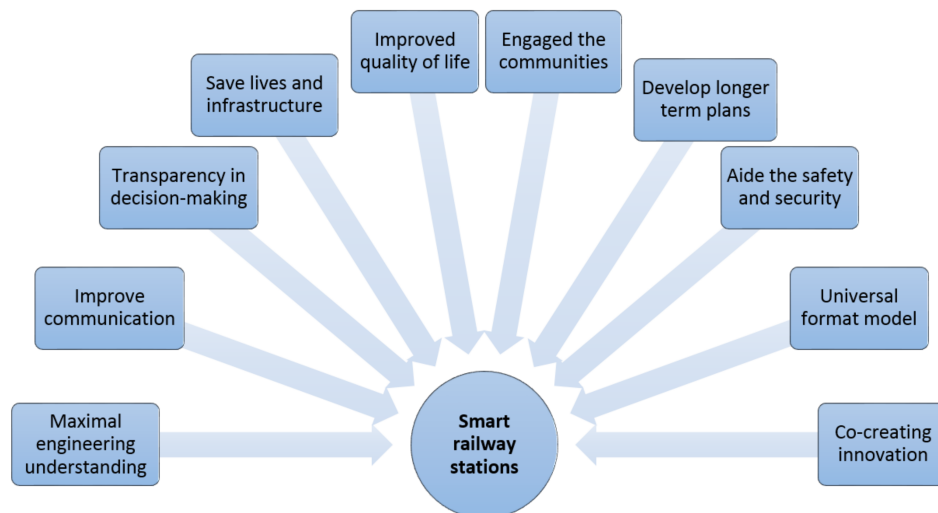 Improved
quality of life
Engaged the
communities
Save lives and
infrastructure
Develop longer
term plans
Transparency in
decision-making
Aide the safety
and security
Improve
communication
Universal
format model
Maximal
engineering
understanding
Smart
railway
stations
Co-creating
innovation